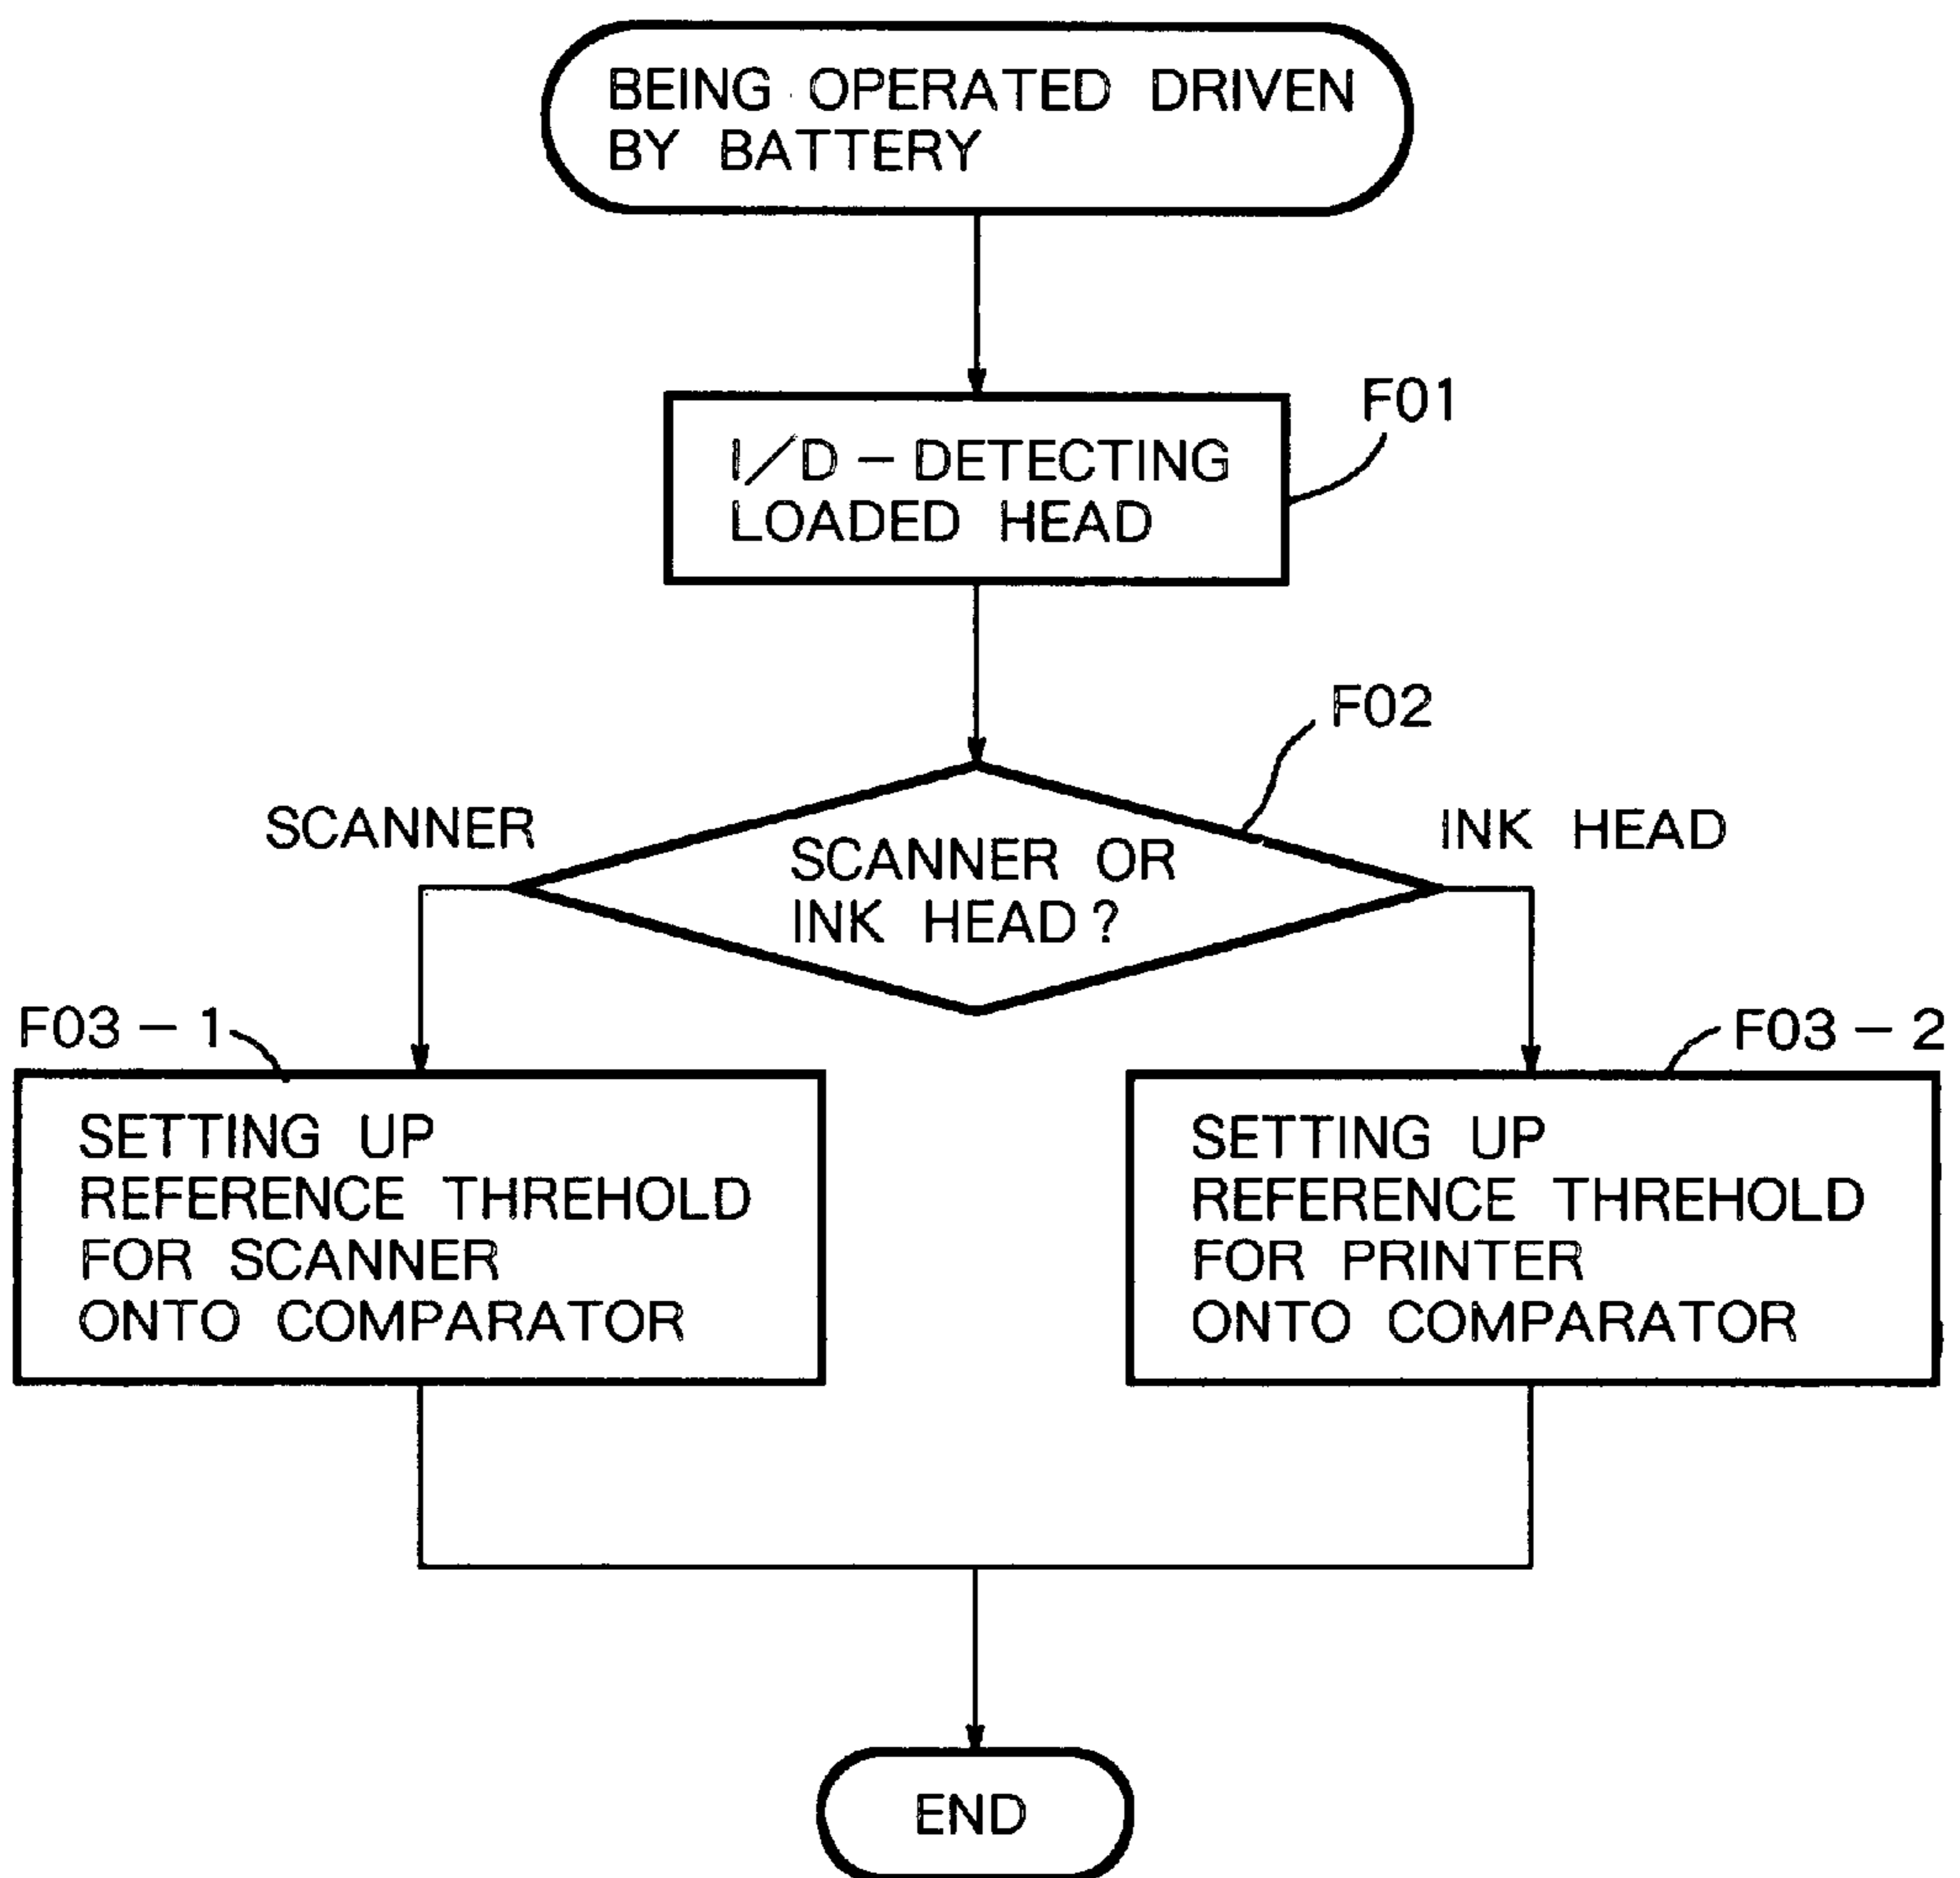 BEING OPERATED DRIVEN
BY BATTERY
F01
I/D-DETECTING
LOADED HEAD
F02
SCANNER
INK HEAD
SCANNER OR
INK HEAD?
F03-1
F03-2
SETTING UP
REFERENCE THREHOLD
FOR SCANNER
ONTO COMPARATOR
SETTING UP
REFERENCE THREHOLD
FOR PRINTER
ONTO COMPARATOR
END